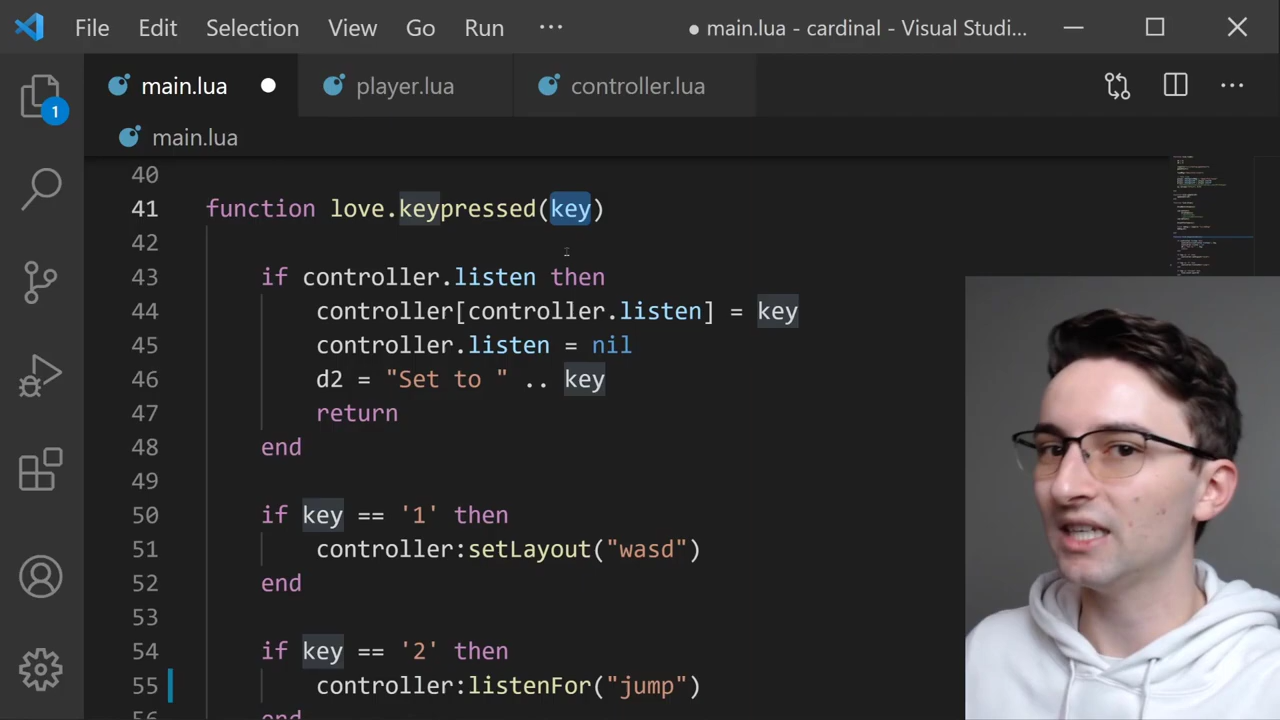 File Edit Selection View Go Run ··· ● main.lua - cardinal - Visual Studi...
main.lua ● player.lua controller.lua ···
1
main.lua
40
41 function love.keypressed(key)
42
43 if controller.listen then
44 controller[controller.listen] = key
45 controller.listen = nil
46 d2 = "Set to " .. key
47 return
48 end
49
50 if key == '1' then
51 controller:setLayout("wasd")
52 end
53
54 if key == '2' then
55 controller:listenFor("jump")
56 end